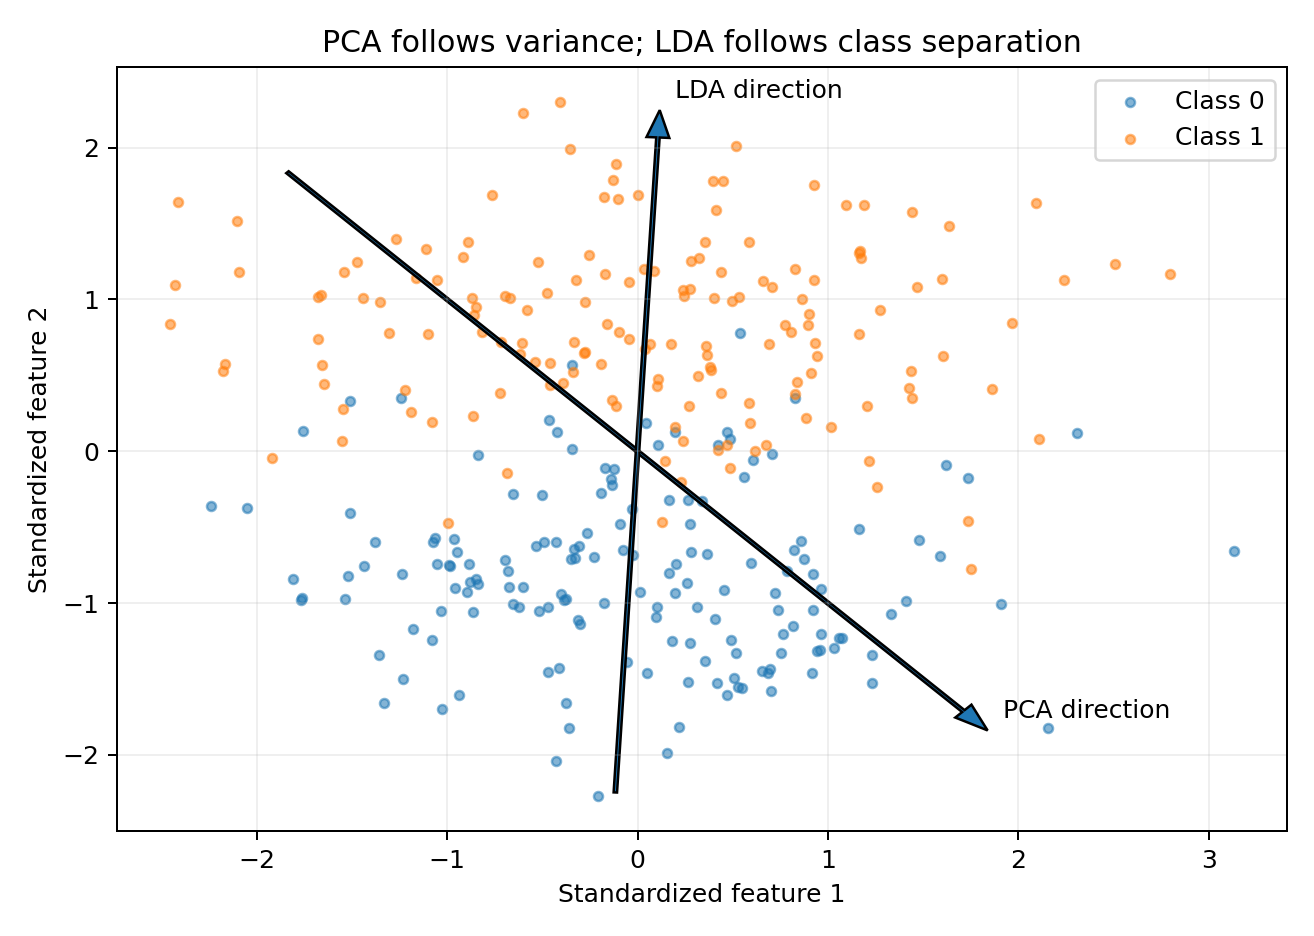 PCA follows variance; LDA follows class separation
LDA direction
Class 0
Class 1
PCA direction
2
1
0
−1
−2
Standardized feature 2
−2
−1
0
1
2
3
Standardized feature 1